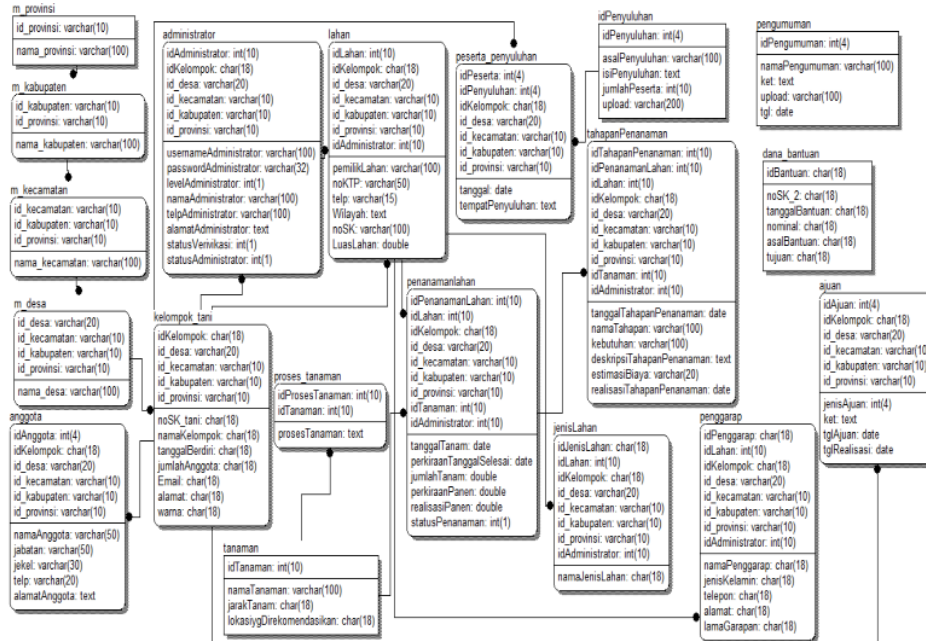 m_provinsi
id_provinsi: varchar(10)
nama_provinsi: varchar(100)
m_kabupaten
id_kabupaten: varchar(10)
id_provinsi: varchar(10)
nama_kabupaten: varchar(100)
m_kecamatan
id_kecamatan: varchar(10)
id_kabupaten: varchar(10)
id_provinsi: varchar(10)
nama_kecamatan: varchar(100)
m_desa
id_desa: varchar(20)
id_kecamatan: varchar(10)
id_kabupaten: varchar(10)
id_provinsi: varchar(10)
nama_desa: varchar(100)
anggota
idAnggota: int(4)
idKelompok: char(18)
id_desa: varchar(20)
id_kecamatan: varchar(10)
id_kabupaten: varchar(10)
id_provinsi: varchar(10)
namaAnggota: varchar(50)
jabatan: varchar(50)
jekel: varchar(30)
telp: varchar(20)
alamatAnggota: text
administrator
idAdministrator: int(10)
idKelompok: char(18)
id_desa: varchar(20)
id_kecamatan: varchar(10)
id_kabupaten: varchar(10)
id_provinsi: varchar(10)
usernameAdministrator: varchar(100)
passwordAdministrator: varchar(32)
levelAdministrator: int(1)
namaAdministrator: varchar(100)
telpAdministrator: varchar(100)
alamatAdministrator: text
statusVerivikasi: int(1)
statusAdministrator: int(1)
kelompok_tani
idKelompok: char(18)
id_desa: varchar(20)
id_kecamatan: varchar(10)
id_kabupaten: varchar(10)
id_provinsi: varchar(10)
noSK_tani: char(18)
namaKelompok: char(18)
tanggalBerdiri: char(18)
jumlahAnggota: char(18)
Email: char(18)
alamat: char(18)
warna: char(18)
lahan
idLahan: int(10)
idKelompok: char(18)
id_desa: varchar(20)
id_kecamatan: varchar(10)
id_kabupaten: varchar(10)
id_provinsi: varchar(10)
idAdministrator: int(10)
pemilikLahan: varchar(100)
noKTP: varchar(50)
telp: varchar(15)
Wilayah: text
noSK: varchar(100)
LuasLahan: double
proses_tanaman
idProsesTanaman: int(10)
idTanaman: int(10)
prosesTanaman: text
tanaman
idTanaman: int(10)
namaTanaman: varchar(100)
jarakTanam: char(18)
lokasiygDirekomendasikan: char(18)
peserta_penyuluhan
idPeserta: int(4)
idPenyuluhan: int(4)
idKelompok: char(18)
id_desa: varchar(20)
id_kecamatan: varchar(10)
id_kabupaten: varchar(10)
id_provinsi: varchar(10)
tanggal: date
tempatPenyuluhan: text
penanamanlahan
idPenanamanLahan: int(10)
idLahan: int(10)
idKelompok: char(18)
id_desa: varchar(20)
id_kecamatan: varchar(10)
id_kabupaten: varchar(10)
id_provinsi: varchar(10)
idTanaman: int(10)
idAdministrator: int(10)
tanggalTanam: date
perkiraanTanggalSelesai: date
jumlahTanam: double
perkiraanPanen: double
realisasiPanen: double
statusPenanaman: int(1)
idPenyuluhan
idPenyuluhan: int(4)
asalPenyuluhan: varchar(100)
isiPenyuluhan: text
jumlahPeserta: int(10)
upload: varchar(200)
tahapanPenanaman
idTahapanPenanaman: int(10)
idPenanamanLahan: int(10)
idLahan: int(10)
idKelompok: char(18)
id_desa: varchar(20)
id_kecamatan: varchar(10)
id_kabupaten: varchar(10)
id_provinsi: varchar(10)
idTanaman: int(10)
idAdministrator: int(10)
tanggalTahapanPenanaman: date
namaTahapan: varchar(100)
kebutuhan: varchar(100)
deskripsiTahapanPenanaman: text
estimasiBiaya: varchar(20)
realisasiTahapanPenanaman: date
jenisLahan
idJenisLahan: char(18)
idLahan: int(10)
idKelompok: char(18)
id_desa: varchar(20)
id_kecamatan: varchar(10)
id_kabupaten: varchar(10)
id_provinsi: varchar(10)
idAdministrator: int(10)
namaJenisLahan: char(18)
penggarap
idPenggarap: char(18)
idLahan: int(10)
idKelompok: char(18)
id_desa: varchar(20)
id_kecamatan: varchar(10)
id_kabupaten: varchar(10)
id_provinsi: varchar(10)
idAdministrator: int(10)
namaPenggarap: char(18)
jenisKelamin: char(18)
telepon: char(18)
alamat: char(18)
lamaGarapan: char(18)
pengumuman
idPengumuman: int(4)
namaPengumuman: varchar(100)
ket: text
upload: varchar(100)
tgl: date
dana_bantuan
idBantuan: char(18)
noSK_2: char(18)
tanggalBantuan: char(18)
nominal: char(18)
asalBantuan: char(18)
tujuan: char(18)
ajuan
idAjuan: int(4)
idKelompok: char(18)
id_desa: varchar(20)
id_kecamatan: varchar(10)
id_kabupaten: varchar(10)
id_provinsi: varchar(10)
jenisAjuan: int(4)
ket: text
tglAjuan: date
tglRealisasi: date